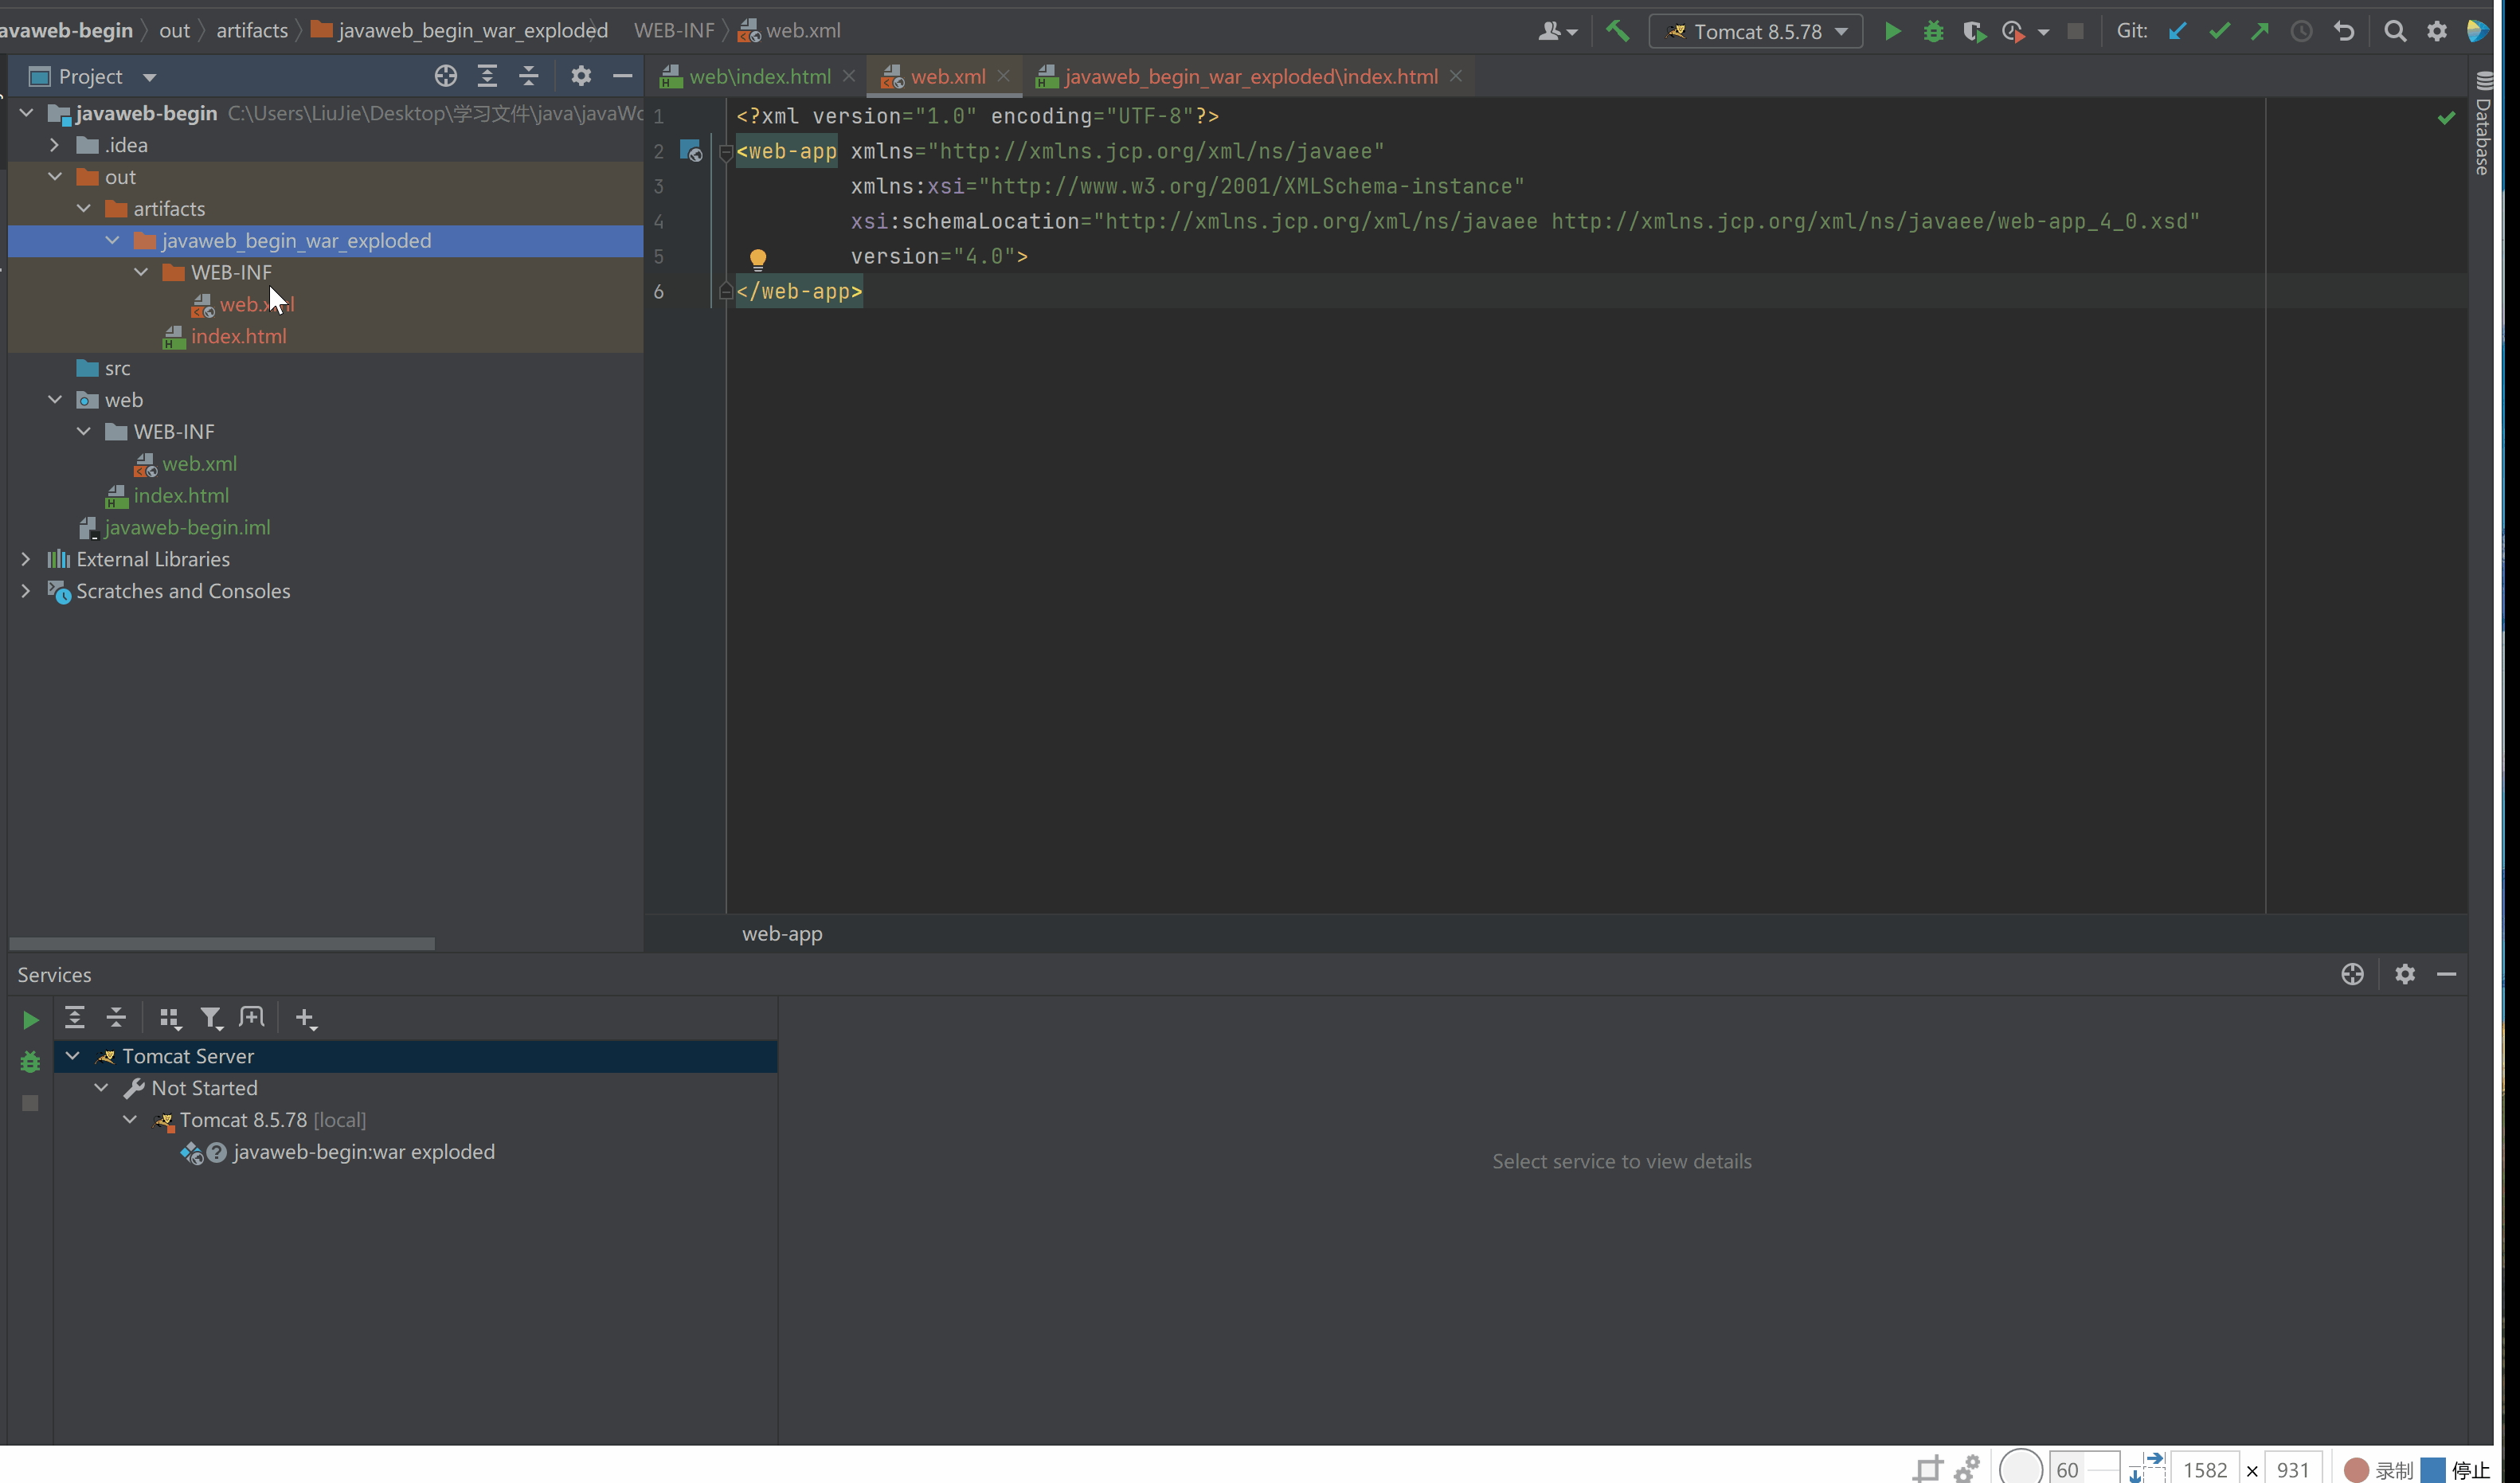 avaweb-begin out artifacts javaweb_begin_war_exploded WEB-INF web.xml Tomcat 8.5.78 Git:
Project
web\index.html web.xml javaweb_begin_war_exploded\index.html
Database
javaweb-begin C:\Users\LiuJie\Desktop\学习文件\java\javaWo
.idea
out
artifacts
javaweb_begin_war_exploded
WEB-INF
web.xml
index.html
src
web
WEB-INF
web.xml
index.html
javaweb-begin.iml
External Libraries
Scratches and Consoles
1 <?xml version="1.0" encoding="UTF-8"?>
2 <web-app xmlns="http://xmlns.jcp.org/xml/ns/javaee"
3 xmlns:xsi="http://www.w3.org/2001/XMLSchema-instance"
4 xsi:schemaLocation="http://xmlns.jcp.org/xml/ns/javaee http://xmlns.jcp.org/xml/ns/javaee/web-app_4_0.xsd"
5 version="4.0">
6 </web-app>
web-app
Services
Tomcat Server
Not Started
Tomcat 8.5.78 [local]
javaweb-begin:war exploded
Select service to view details
60 1582 × 931 录制 停止